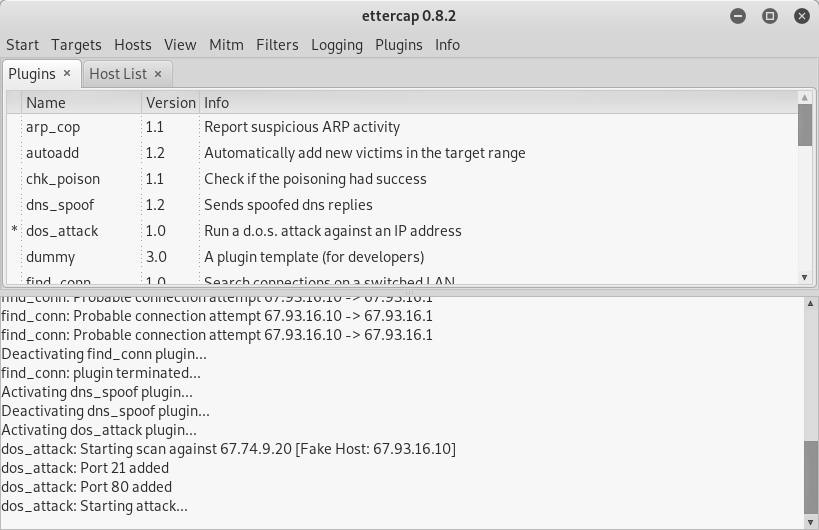 ettercap 0.8.2
Start Targets Hosts View Mitm Filters Logging Plugins Info
Plugins × Host List ×
Name Version Info
arp_cop 1.1 Report suspicious ARP activity
autoadd 1.2 Automatically add new victims in the target range
chk_poison 1.1 Check if the poisoning had success
dns_spoof 1.2 Sends spoofed dns replies
* dos_attack 1.0 Run a d.o.s. attack against an IP address
dummy 3.0 A plugin template (for developers)
find_conn 1.0 Search connections on a switched LAN
find_conn: Probable connection attempt 67.93.16.10 -> 67.93.16.1
find_conn: Probable connection attempt 67.93.16.10 -> 67.93.16.1
find_conn: Probable connection attempt 67.93.16.10 -> 67.93.16.1
Deactivating find_conn plugin...
find_conn: plugin terminated...
Activating dns_spoof plugin...
Deactivating dns_spoof plugin...
Activating dos_attack plugin...
dos_attack: Starting scan against 67.74.9.20 [Fake Host: 67.93.16.10]
dos_attack: Port 21 added
dos_attack: Port 80 added
dos_attack: Starting attack...